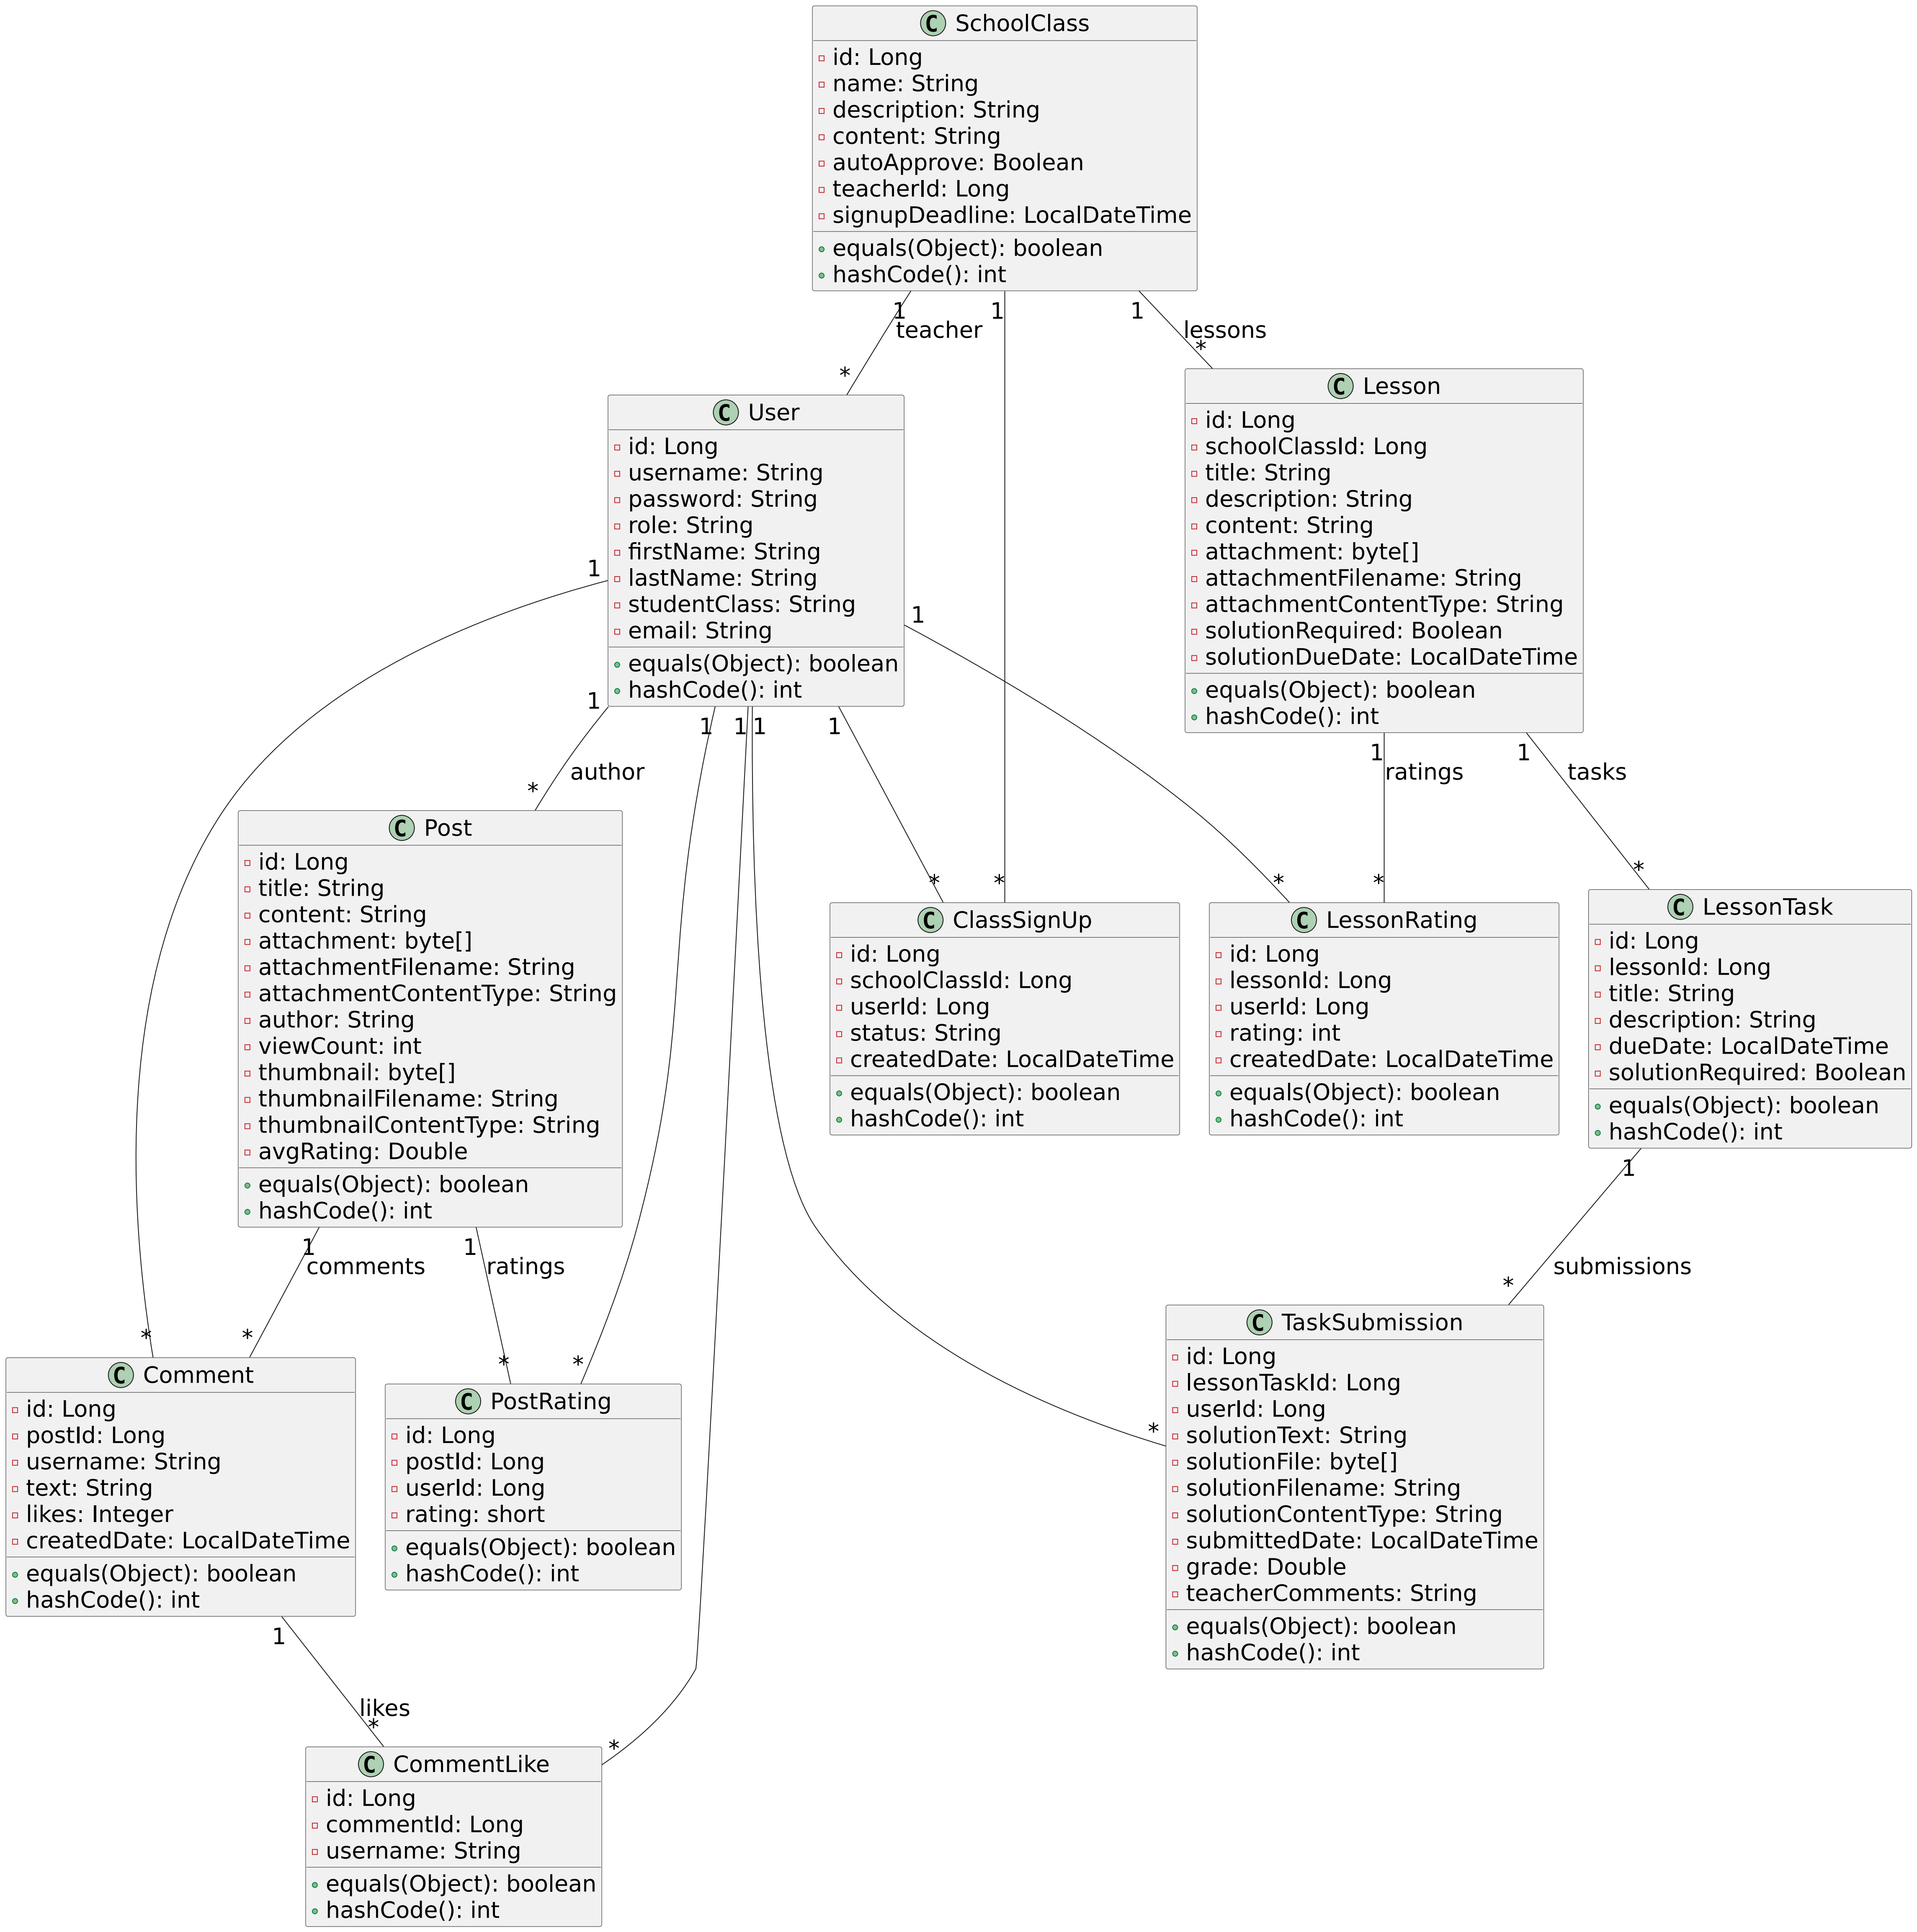 C SchoolClass
id: Long
name: String
description: String
content: String
autoApprove: Boolean
teacherId: Long
signupDeadline: LocalDateTime
equals(Object): boolean
hashCode(): int
1
1
1
teacher
lessons
*
*
C User
id: Long
username: String
password: String
role: String
firstName: String
lastName: String
studentClass: String
email: String
equals(Object): boolean
hashCode(): int
C Lesson
id: Long
schoolClassId: Long
title: String
description: String
content: String
attachment: byte[]
attachmentFilename: String
attachmentContentType: String
solutionRequired: Boolean
solutionDueDate: LocalDateTime
equals(Object): boolean
hashCode(): int
1
1
1
1
1
1
1
1
1
author
ratings
tasks
*
*
*
*
*
C Post
id: Long
title: String
content: String
attachment: byte[]
attachmentFilename: String
attachmentContentType: String
author: String
viewCount: int
thumbnail: byte[]
thumbnailFilename: String
thumbnailContentType: String
avgRating: Double
equals(Object): boolean
hashCode(): int
*
C ClassSignUp
id: Long
schoolClassId: Long
userId: Long
status: String
createdDate: LocalDateTime
equals(Object): boolean
hashCode(): int
C LessonRating
id: Long
lessonId: Long
userId: Long
rating: int
createdDate: LocalDateTime
equals(Object): boolean
hashCode(): int
C LessonTask
id: Long
lessonId: Long
title: String
description: String
dueDate: LocalDateTime
solutionRequired: Boolean
equals(Object): boolean
hashCode(): int
1
1
1
comments
ratings
submissions
*
*
*
*
*
*
C Comment
id: Long
postId: Long
username: String
text: String
likes: Integer
createdDate: LocalDateTime
equals(Object): boolean
hashCode(): int
C PostRating
id: Long
postId: Long
userId: Long
rating: short
equals(Object): boolean
hashCode(): int
C TaskSubmission
id: Long
lessonTaskId: Long
userId: Long
solutionText: String
solutionFile: byte[]
solutionFilename: String
solutionContentType: String
submittedDate: LocalDateTime
grade: Double
teacherComments: String
equals(Object): boolean
hashCode(): int
1
likes
*
*
C CommentLike
id: Long
commentId: Long
username: String
equals(Object): boolean
hashCode(): int